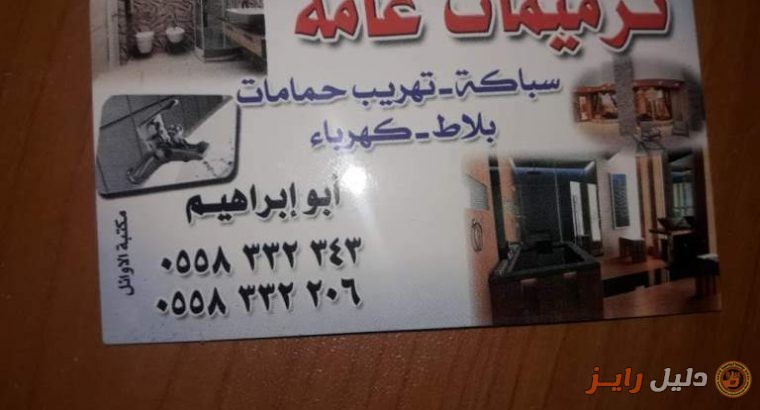 ترميمات عامة
سباكة - تهريب حمامات
بلاط - كهرباء
أبو إبراهيم
٠٥٥٨ ٣٣٢ ٣٤٣
٠٥٥٨ ٣٣٢ ٢٠٦
مكتبة الاوائل
دليل رايز